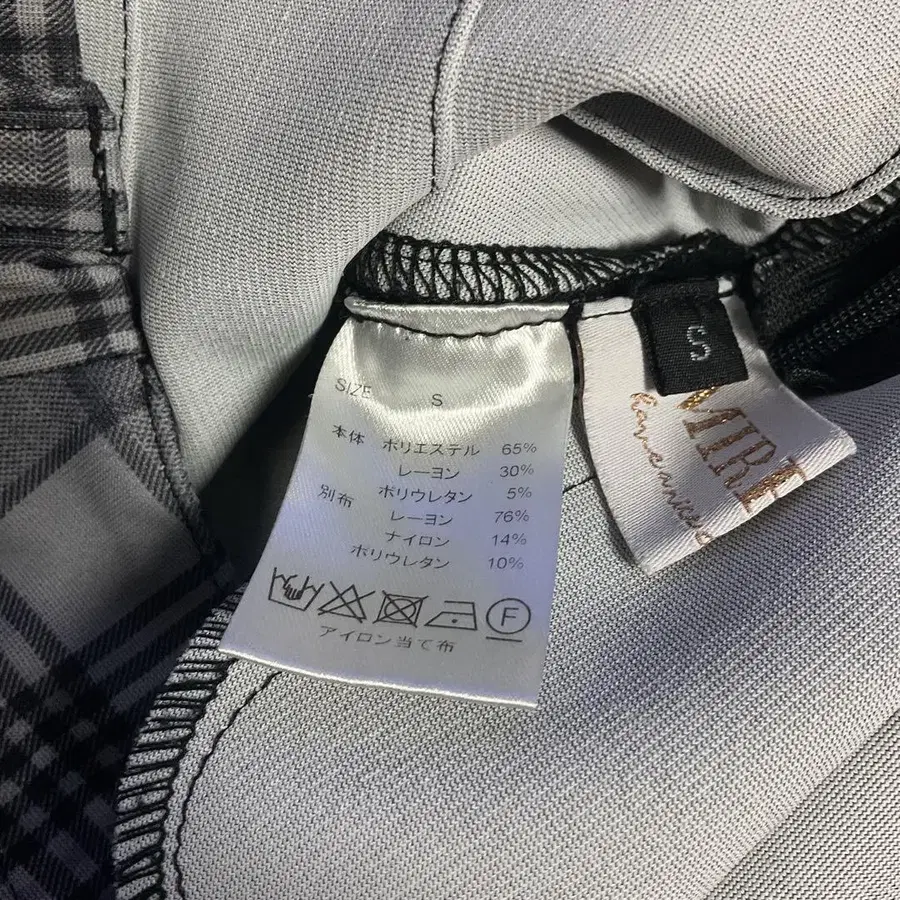 SIZE S
本体 ポリエステル 65%
レーヨン 30%
別布 ポリウレタン 5%
レーヨン 76%
ナイロン 14%
ポリウレタン 10%
F
アイロン当て布
S